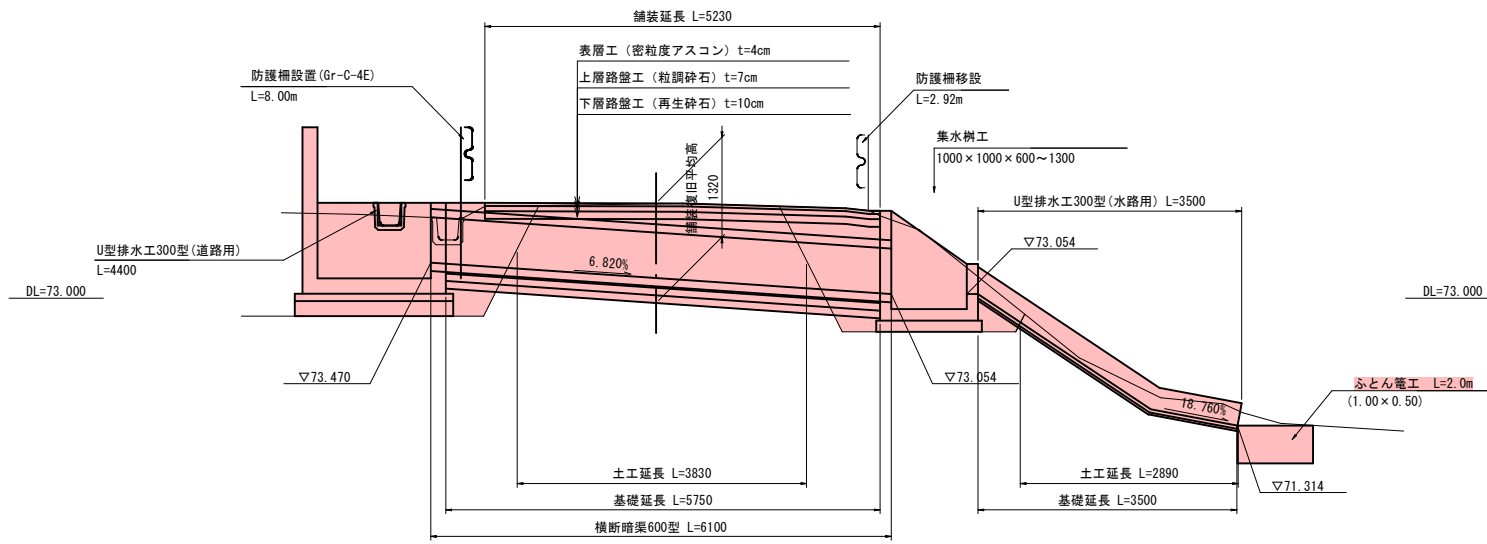 舗装延長 L=5230
表層工（密粒度アスコン）t=4cm
上層路盤工（粒調砕石）t=7cm
下層路盤工（再生砕石）t=10cm
防護柵設置(Gr-C-4E)
L=8.00m
防護柵移設
L=2.92m
集水桝工
1000×1000×600～1300
舗装復旧平均高
1320
U型排水工300型(水路用) L=3500
U型排水工300型(道路用)
L=4400
▽73.054
6.820%
DL=73.000
DL=73.000
▽73.470
▽73.054
ふとん篭工 L=2.0m
(1.00×0.50)
18.760%
土工延長 L=3830
土工延長 L=2890
▽71.314
基礎延長 L=5750
基礎延長 L=3500
横断暗渠600型 L=6100